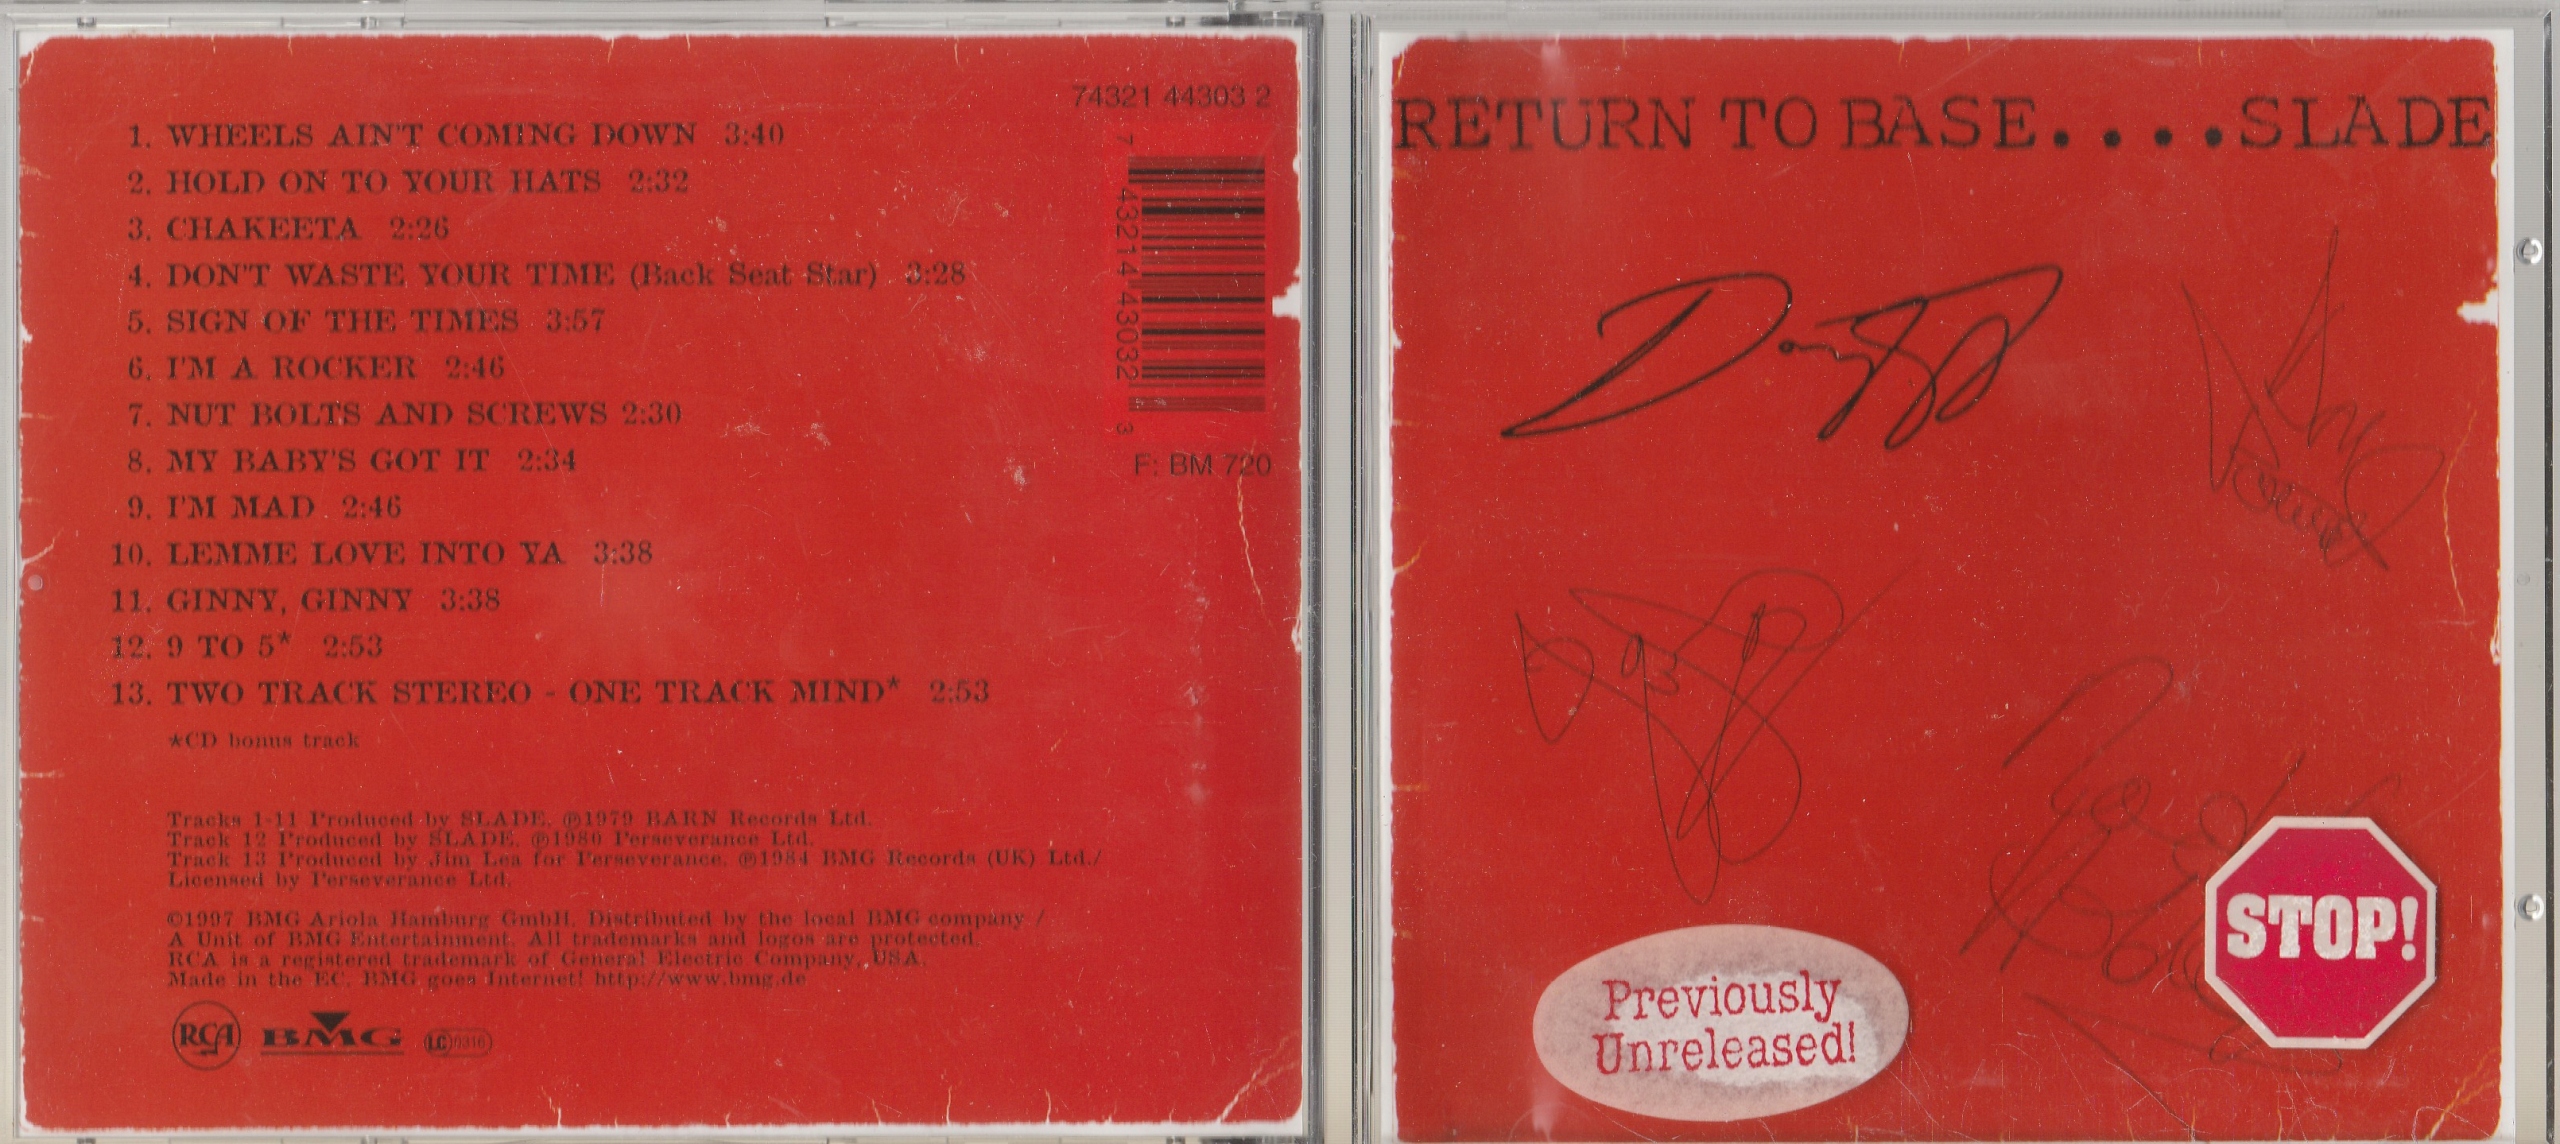 74321 44303 2
1. WHEELS AIN'T COMING DOWN 3:40
2. HOLD ON TO YOUR HATS 2:32
3. CHAKEETA 2:26
4. DON'T WASTE YOUR TIME (Back Seat Star) 3:28
5. SIGN OF THE TIMES 3:57
6. I'M A ROCKER 2:46
7. NUT BOLTS AND SCREWS 2:30
8. MY BABY'S GOT IT 2:34
9. I'M MAD 2:46
10. LEMME LOVE INTO YA 3:38
11. GINNY, GINNY 3:38
12. 9 TO 5* 2:53
13. TWO TRACK STEREO - ONE TRACK MIND* 2:53
*CD bonus track
7 43214 43032 3
F: BM 720
Tracks 1-11 Produced by SLADE. ℗1979 BARN Records Ltd.
Track 12 Produced by SLADE. ℗1980 Perseverance Ltd.
Track 13 Produced by Jim Lea for Perseverance. ℗1984 BMG Records (UK) Ltd./
Licensed by Perseverance Ltd.
©1997 BMG Ariola Hamburg GmbH. Distributed by the local BMG company /
A Unit of BMG Entertainment. All trademarks and logos are protected.
RCA is a registered trademark of General Electric Company, USA.
Made in the EC. BMG goes Internet! http://www.bmg.de
RCA BMG LC 0316
RETURN TO BASE....SLADE
Previously
Unreleased!
STOP!